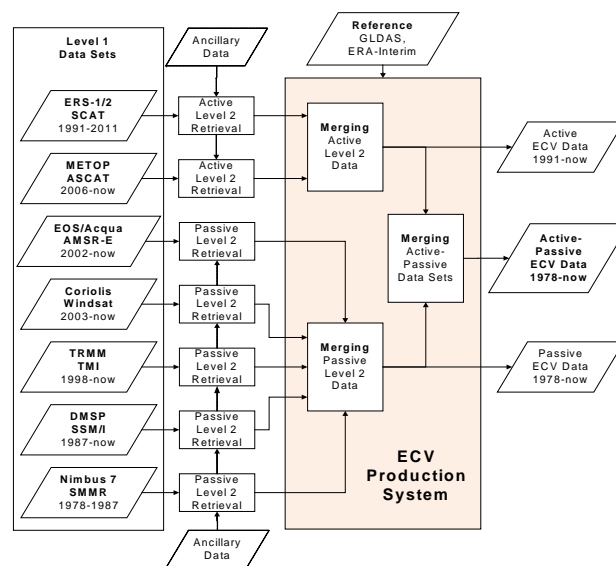 Level 1
Data Sets
Ancillary
Data
Reference
GLDAS,
ERA-Interim
ERS-1/2
SCAT
1991-2011
Active
Level 2
Retrieval
Merging
Active
Level 2
Data
Active
ECV Data
1991-now
METOP
ASCAT
2006-now
Active
Level 2
Retrieval
EOS/Acqua
AMSR-E
2002-now
Passive
Level 2
Retrieval
Merging
Active-
Passive
Data Sets
Active-
Passive
ECV Data
1978-now
Coriolis
Windsat
2003-now
Passive
Level 2
Retrieval
TRMM
TMI
1998-now
Passive
Level 2
Retrieval
Merging
Passive
Level 2
Data
Passive
ECV Data
1978-now
DMSP
SSM/I
1987-now
Passive
Level 2
Retrieval
Nimbus 7
SMMR
1978-1987
Passive
Level 2
Retrieval
ECV
Production
System
Ancillary
Data